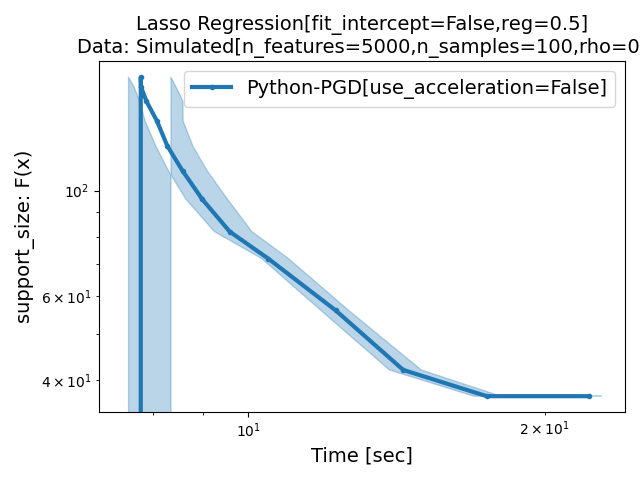 Lasso Regression[fit_intercept=False,reg=0.5]
Data: Simulated[n_features=5000,n_samples=100,rho=0
Python-PGD[use_acceleration=False]
support_size: F(x)
10²
6 × 10¹
4 × 10¹
10¹
2 × 10¹
Time [sec]